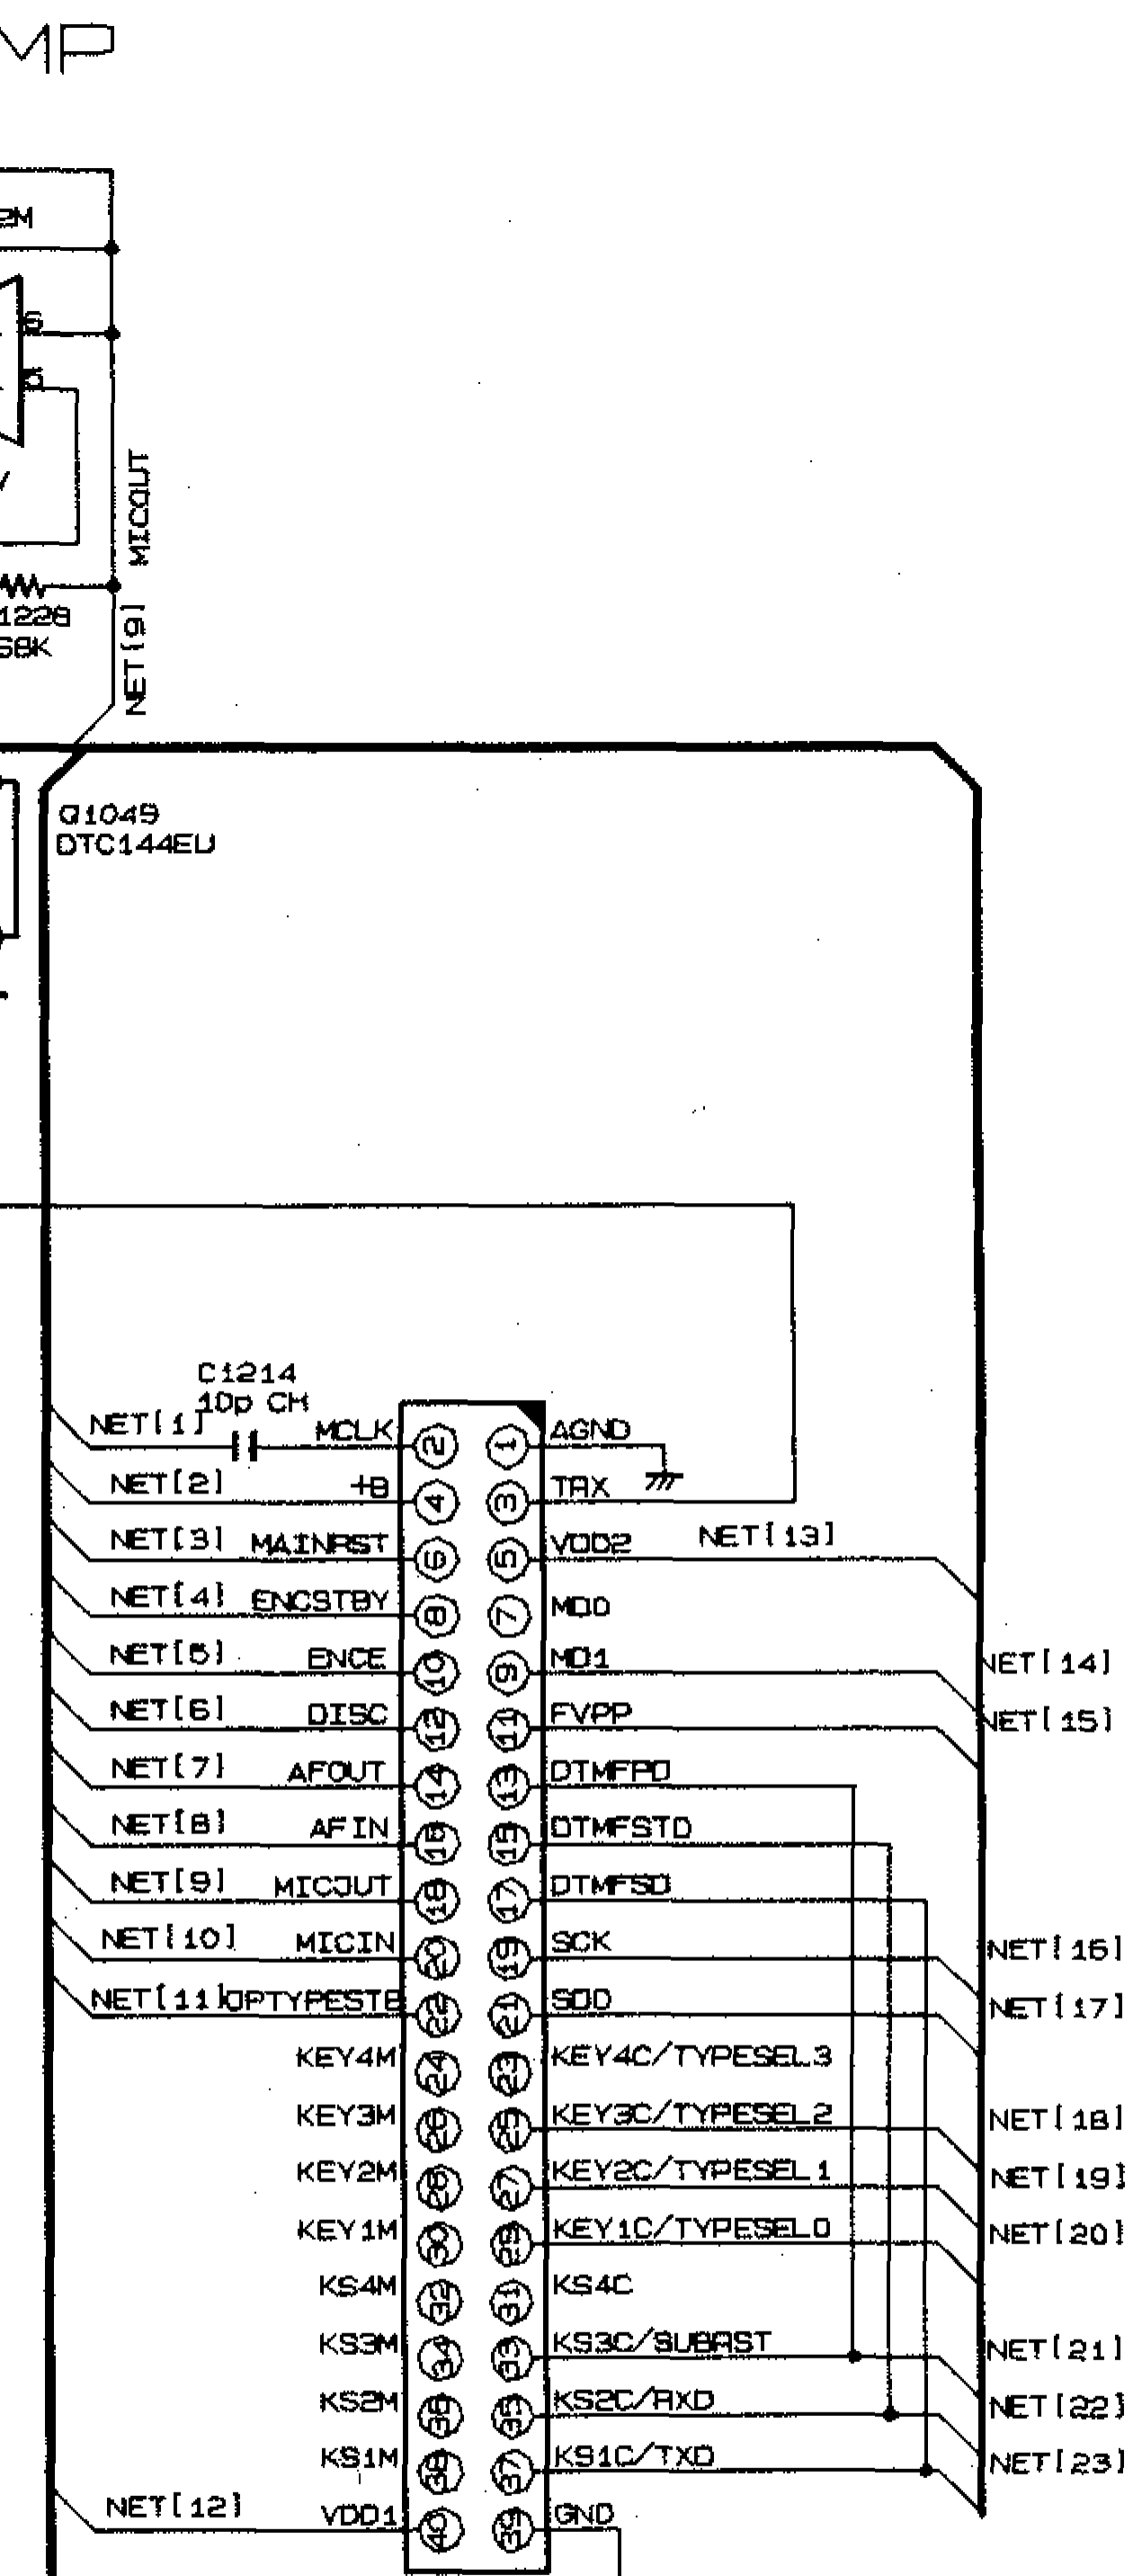 MP
2M
6
5
MICOUT
1228
68K
NET[9]
Q1049
DTC144EU
C1214
10p CH
NET[1] MCLK 2 1 AGND
NET[2] +B 4 3 TRX
NET[3] MAINRST 6 5 VDD2 NET[13]
NET[4] ENCSTBY 8 7 MD0
NET[5] ENCE 10 9 MD1 NET[14]
NET[6] DISC 12 11 FVPP NET[15]
NET[7] AFOUT 14 13 DTMFPD
NET[8] AFIN 16 15 DTMFSTD
NET[9] MICOUT 18 17 DTMFSD
NET[10] MICIN 20 19 SCK NET[16]
NET[11] OPTYPESTB 22 21 SDD NET[17]
KEY4M 24 23 KEY4C/TYPESEL3
KEY3M 26 25 KEY3C/TYPESEL2 NET[18]
KEY2M 28 27 KEY2C/TYPESEL1 NET[19]
KEY1M 30 29 KEY1C/TYPESEL0 NET[20]
KS4M 32 31 KS4C
KS3M 34 33 KS3C/SUBRST NET[21]
KS2M 36 35 KS2C/RXD NET[22]
KS1M 38 37 KS1C/TXD NET[23]
NET[12] VDD1 40 39 GND